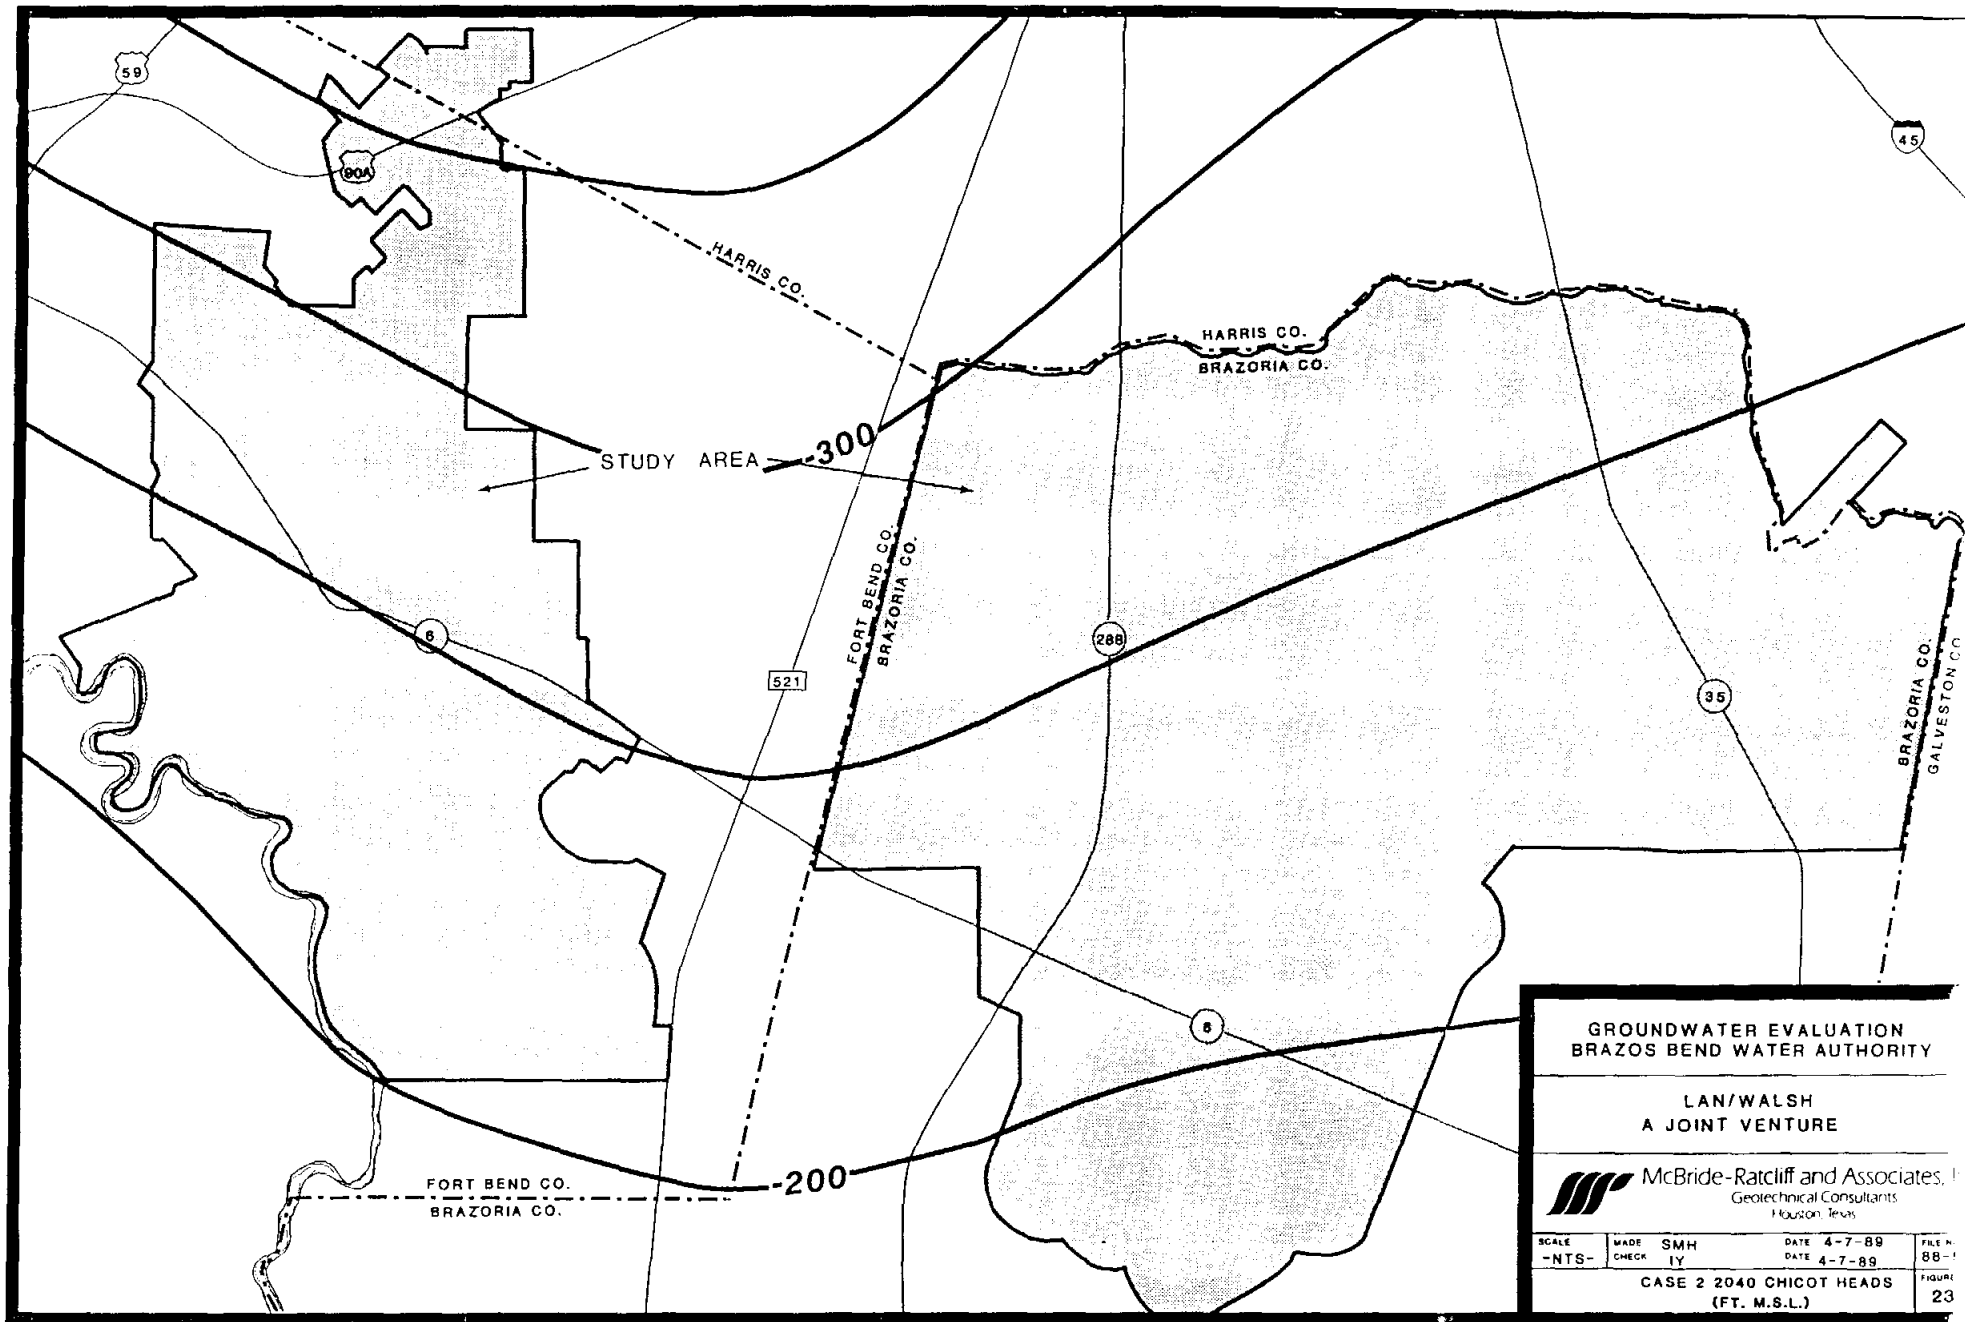 59
90A
45
HARRIS CO.
HARRIS CO.
BRAZORIA CO.
STUDY AREA
-300
FORT BEND CO.
BRAZORIA CO.
6
288
521
35
BRAZORIA CO.
GALVESTON CO
6
-200
FORT BEND CO.
BRAZORIA CO.
GROUNDWATER EVALUATION
BRAZOS BEND WATER AUTHORITY
LAN/WALSH
A JOINT VENTURE
McBride-Ratcliff and Associates,
Geotechnical Consultants
Houston, Texas
SCALE
-NTS-
MADE SMH
CHECK IY
DATE 4-7-89
DATE 4-7-89
FILE N
88-
CASE 2 2040 CHICOT HEADS
(FT. M.S.L.)
FIGURE
23